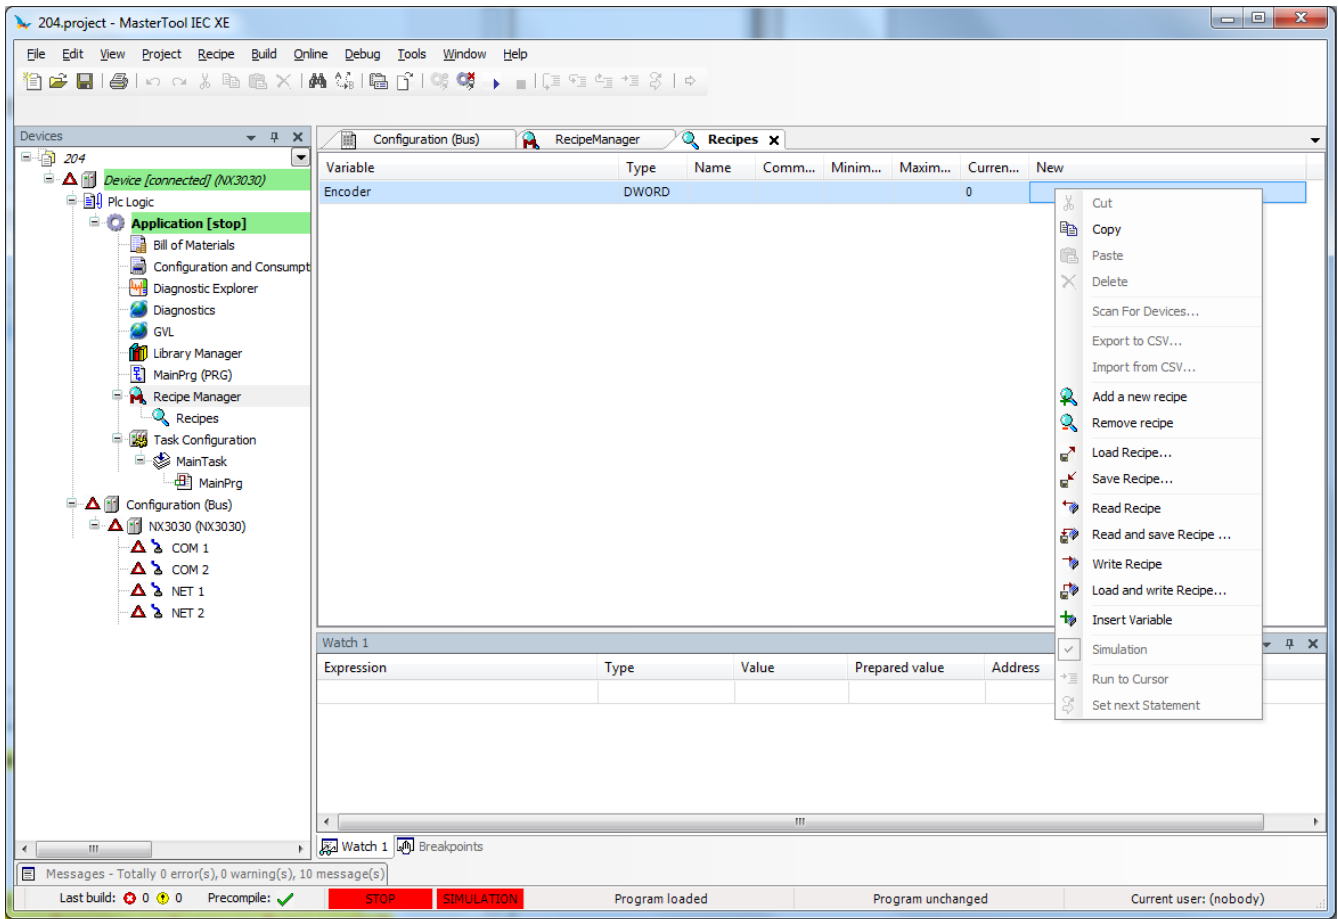 204.project - MasterTool IEC XE
File Edit View Project Recipe Build Online Debug Tools Window Help
Devices
204
Device [connected] (NX3030)
Plc Logic
Application [stop]
Bill of Materials
Configuration and Consumpt
Diagnostic Explorer
Diagnostics
GVL
Library Manager
MainPrg (PRG)
Recipe Manager
Recipes
Task Configuration
MainTask
MainPrg
Configuration (Bus)
NX3030 (NX3030)
COM 1
COM 2
NET 1
NET 2
Configuration (Bus) RecipeManager Recipes
Variable Type Name Comm... Minim... Maxim... Curren... New
Encoder DWORD 0
Cut
Copy
Paste
Delete
Scan For Devices...
Export to CSV...
Import from CSV...
Add a new recipe
Remove recipe
Load Recipe...
Save Recipe...
Read Recipe
Read and save Recipe ...
Write Recipe
Load and write Recipe...
Insert Variable
Simulation
Run to Cursor
Set next Statement
Watch 1
Expression Type Value Prepared value Address
Watch 1 Breakpoints
Messages - Totally 0 error(s), 0 warning(s), 10 message(s)
Last build: 0 0 Precompile: STOP SIMULATION Program loaded Program unchanged Current user: (nobody)